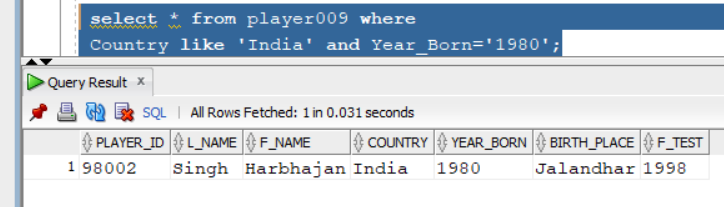 select * from player009 where
Country like 'India' and Year_Born='1980';
Query Result x
SQL | All Rows Fetched: 1 in 0.031 seconds
PLAYER_ID L_NAME F_NAME COUNTRY YEAR_BORN BIRTH_PLACE F_TEST
1 98002 Singh Harbhajan India 1980 Jalandhar 1998